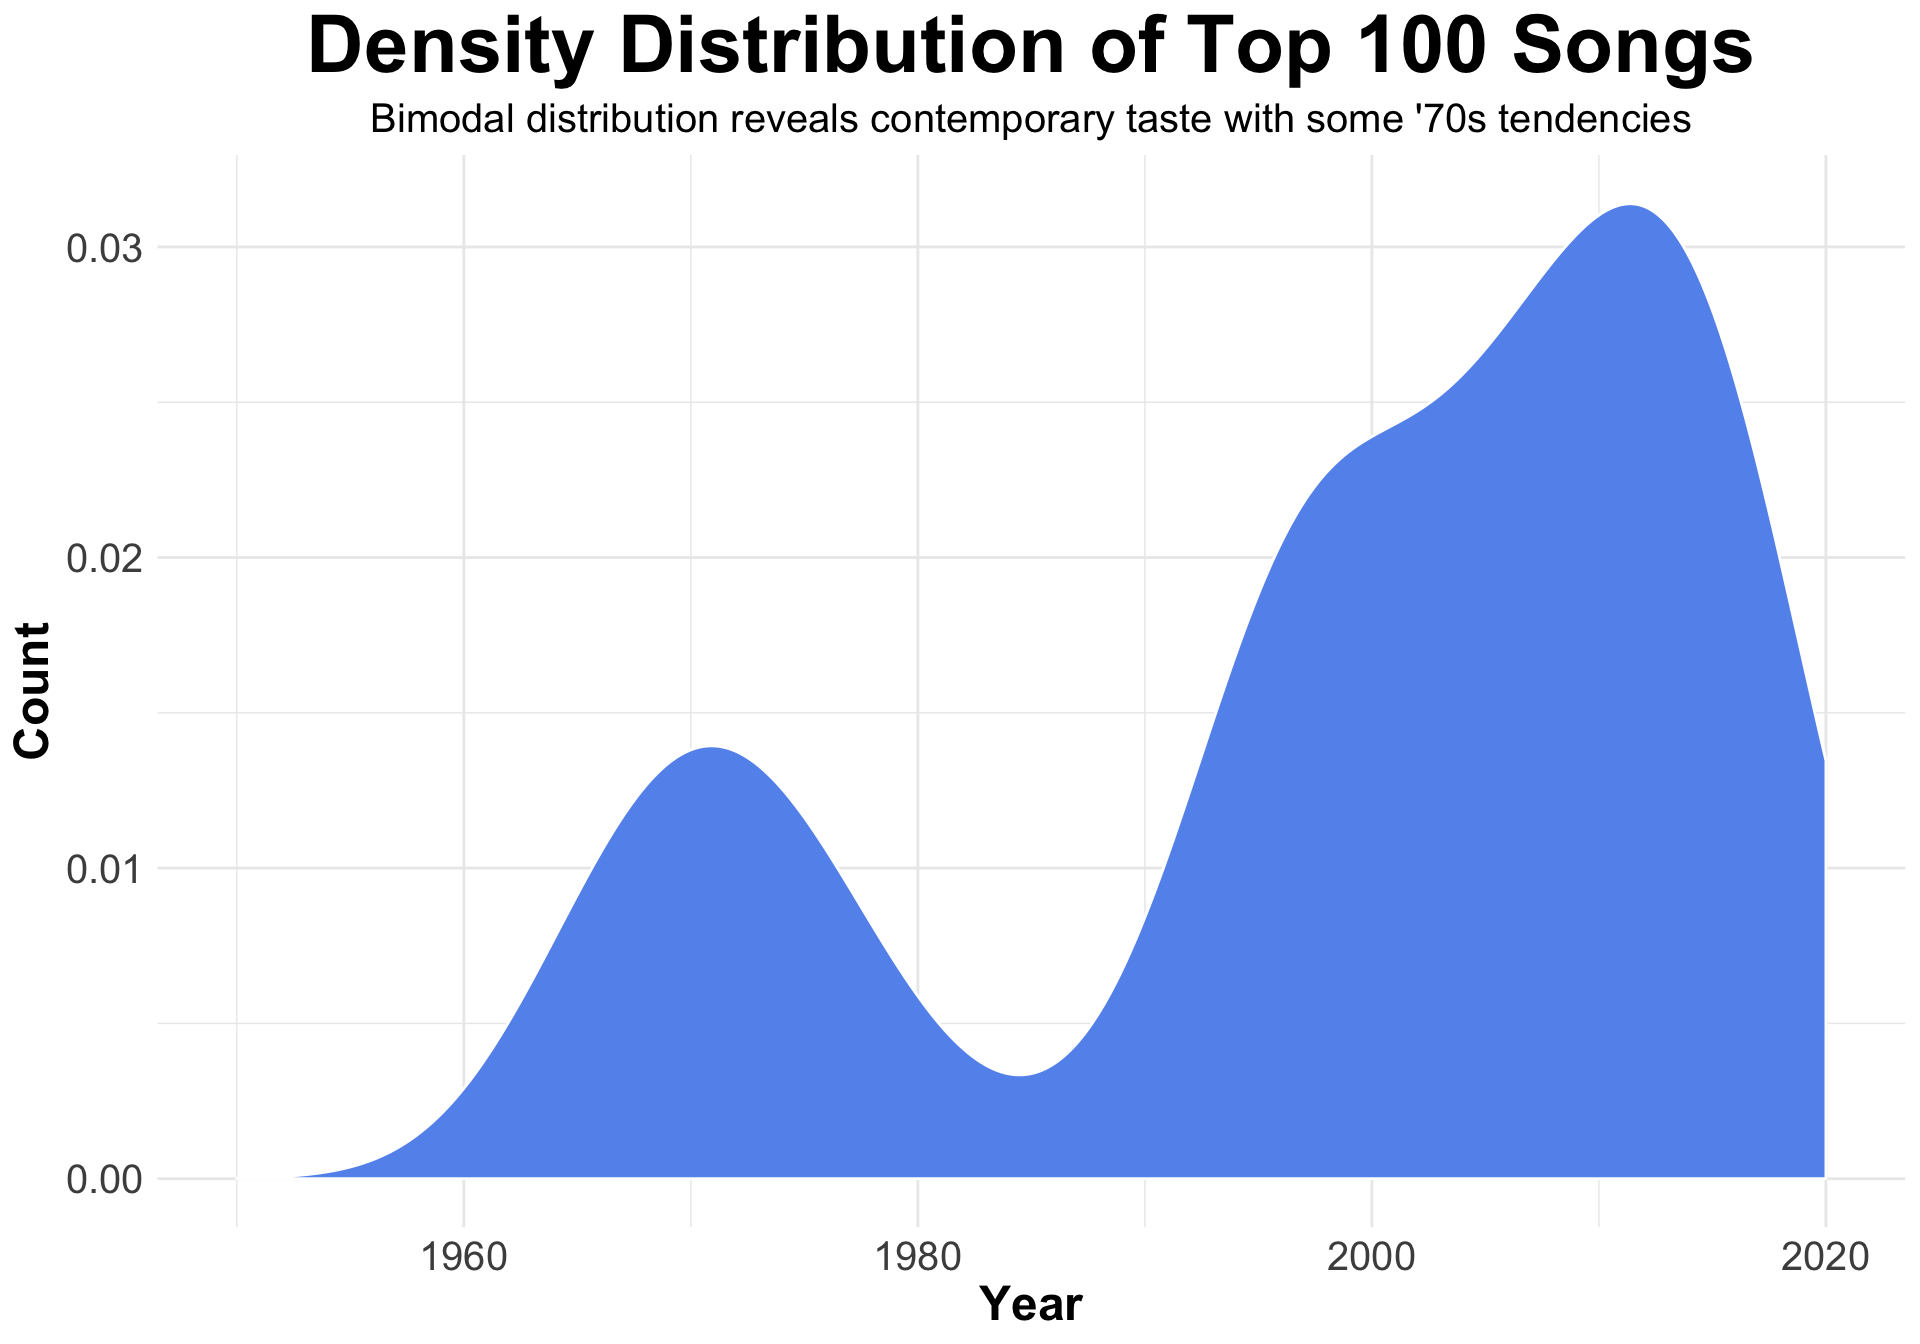 Density Distribution of Top 100 Songs
Bimodal distribution reveals contemporary taste with some '70s tendencies
0.03
0.02
0.01
0.00
Count
1960 1980 2000 2020
Year